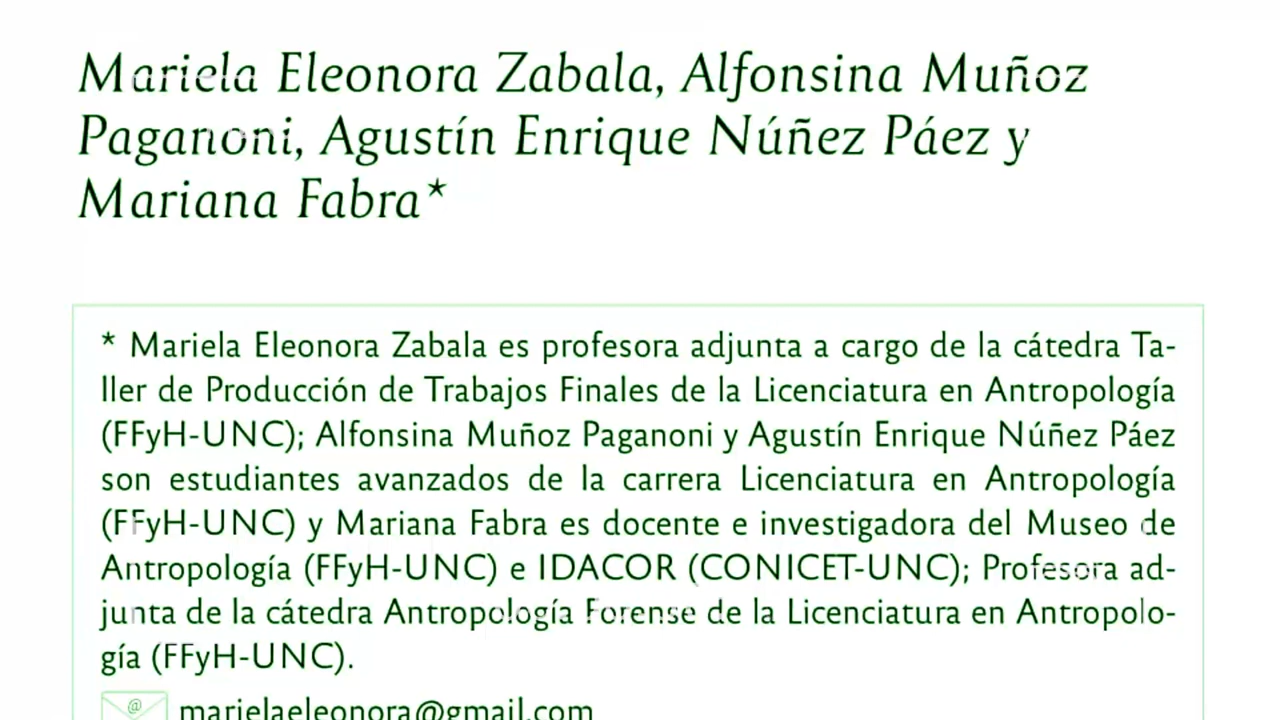 Mariela Eleonora Zabala, Alfonsina Muñoz
Paganoni, Agustín Enrique Núñez Páez y
Mariana Fabra*
* Mariela Eleonora Zabala es profesora adjunta a cargo de la cátedra Ta-
ller de Producción de Trabajos Finales de la Licenciatura en Antropología
(FFyH-UNC); Alfonsina Muñoz Paganoni y Agustín Enrique Núñez Páez
son estudiantes avanzados de la carrera Licenciatura en Antropología
(FFyH-UNC) y Mariana Fabra es docente e investigadora del Museo de
Antropología (FFyH-UNC) e IDACOR (CONICET-UNC); Profesora ad-
junta de la cátedra Antropología Forense de la Licenciatura en Antropolo-
gía (FFyH-UNC).
@ marielaeleonora@gmail.com